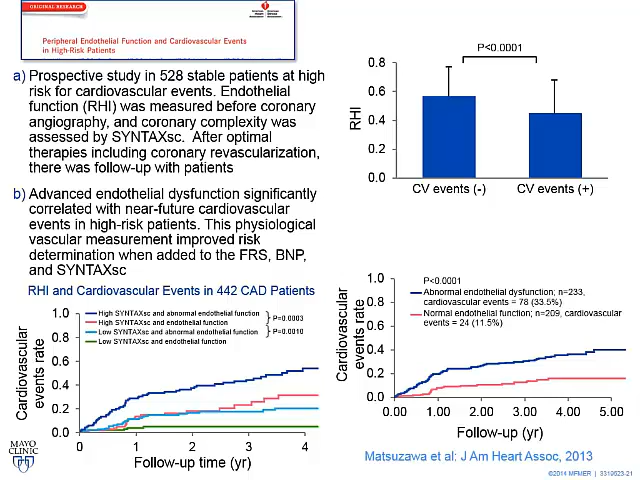 ORIGINAL RESEARCH
Peripheral Endothelial Function and Cardiovascular Events
in High-Risk Patients
a) Prospective study in 528 stable patients at high
risk for cardiovascular events. Endothelial
function (RHI) was measured before coronary
angiography, and coronary complexity was
assessed by SYNTAXsc. After optimal
therapies including coronary revascularization,
there was follow-up with patients
b) Advanced endothelial dysfunction significantly
correlated with near-future cardiovascular
events in high-risk patients. This physiological
vascular measurement improved risk
determination when added to the FRS, BNP,
and SYNTAXsc
RHI and Cardiovascular Events in 442 CAD Patients
Cardiovascular
events rate
1.0
0.8
0.6
0.4
0.2
0.0
High SYNTAXsc and abnormal endothelial function
High SYNTAXsc and endothelial function
Low SYNTAXsc and abnormal endothelial function
Low SYNTAXsc and endothelial function
P=0.0003
P=0.0010
0 1 2 3 4
Follow-up time (yr)
MAYO
CLINIC
P<0.0001
RHI
0.8
0.6
0.4
0.2
0.0
CV events (-) CV events (+)
Cardiovascular
events rate
1.0
0.8
0.6
0.4
0.2
0.0
P<0.0001
Abnormal endothelial dysfunction; n=233,
cardiovascular events = 78 (33.5%)
Normal endothelial function; n=209, cardiovascular
events = 24 (11.5%)
0.00 1.00 2.00 3.00 4.00 5.00
Follow-up (yr)
Matsuzawa et al: J Am Heart Assoc, 2013
©2014 MFMER | 3319523-21